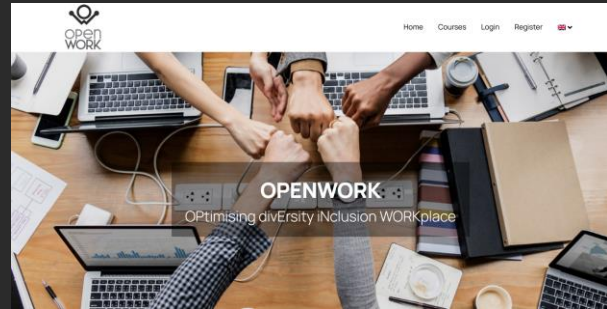 OPEN
WORK
Home Courses Login Register
OPENWORK
OPtimising divErsity iNclusion WORKplace